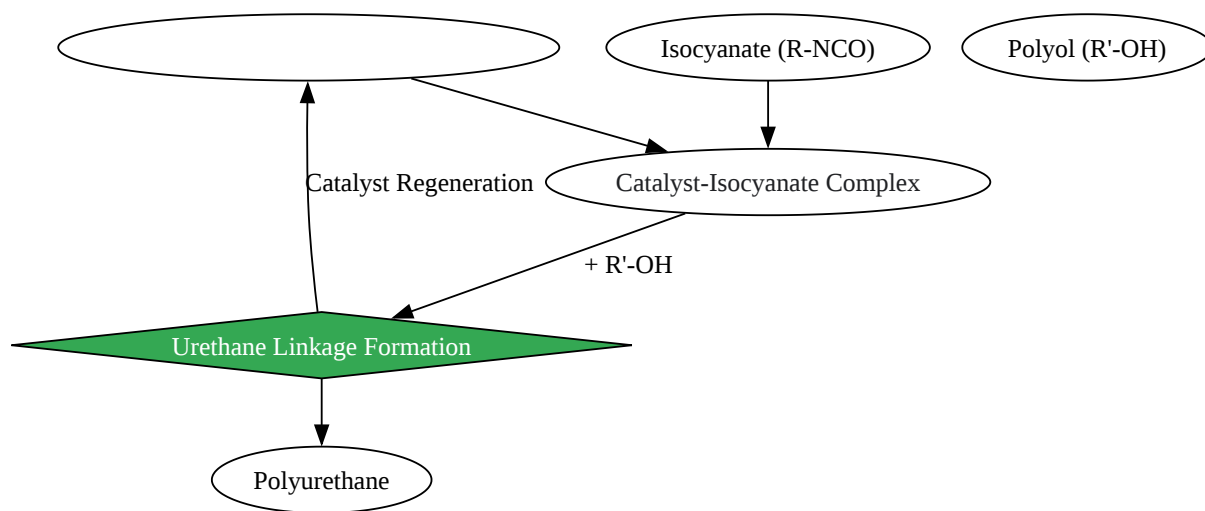 Isocyanate (R-NCO)
Polyol (R'-OH)
Catalyst Regeneration
Catalyst-Isocyanate Complex
+ R'-OH
Urethane Linkage Formation
Polyurethane